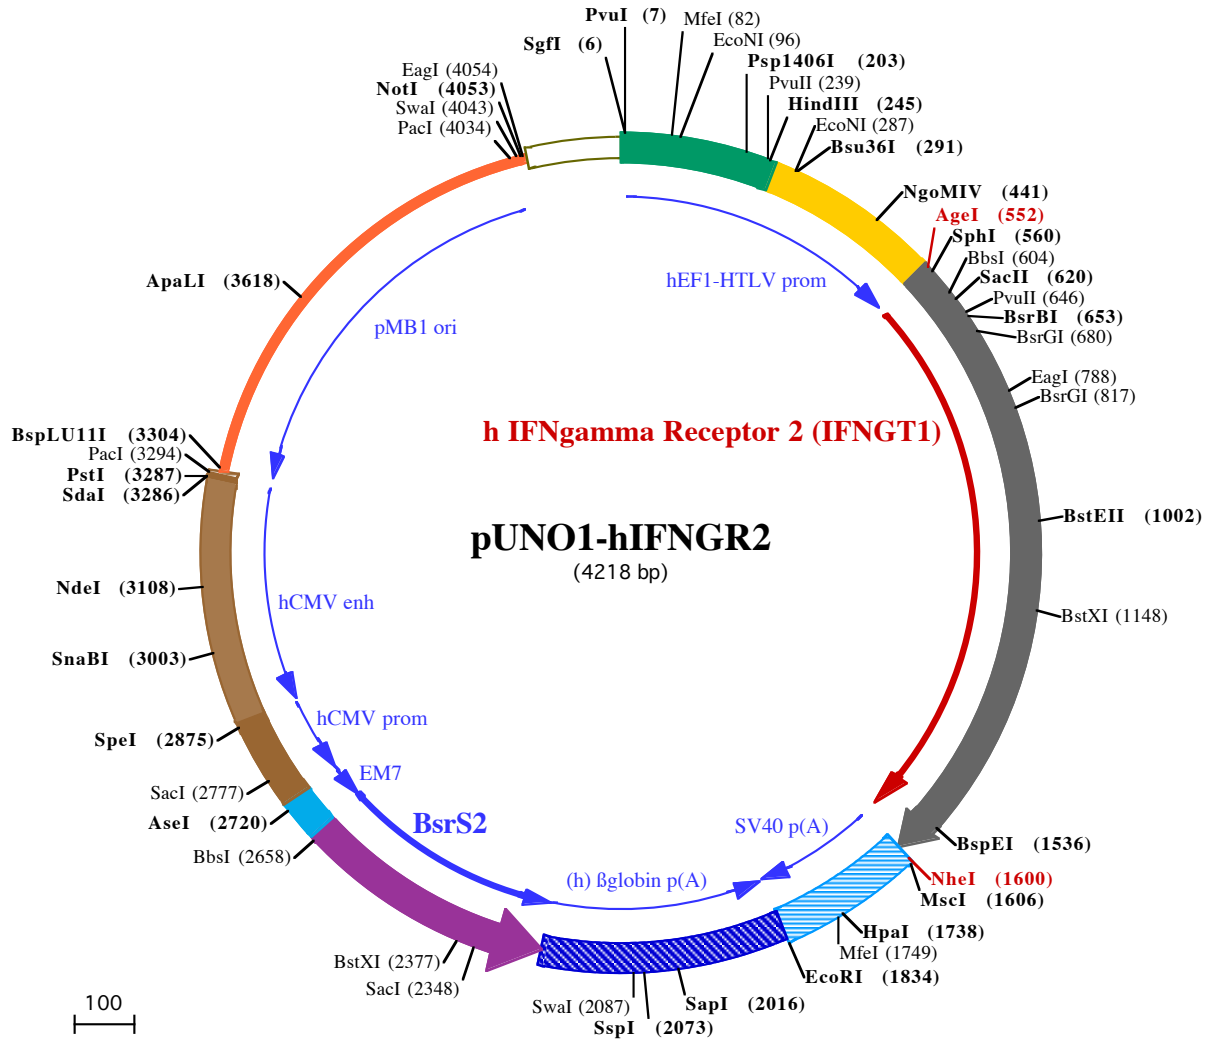 PvuI (7)
MfeI (82)
SgfI (6)
EcoNI (96)
Psp1406I (203)
EagI (4054)
PvuII (239)
NotI (4053)
HindIII (245)
SwaI (4043)
EcoNI (287)
PacI (4034)
Bsu36I (291)
NgoMIV (441)
AgeI (552)
SphI (560)
BbsI (604)
SacII (620)
PvuII (646)
BsrBI (653)
BsrGI (680)
hEF1-HTLV prom
ApaLI (3618)
pMB1 ori
EagI (788)
BsrGI (817)
h IFNgamma Receptor 2 (IFNGT1)
BspLU11I (3304)
PacI (3294)
PstI (3287)
SdaI (3286)
BstEII (1002)
pUNO1-hIFNGR2
(4218 bp)
NdeI (3108)
hCMV enh
BstXI (1148)
SnaBI (3003)
hCMV prom
SpeI (2875)
EM7
SacI (2777)
AseI (2720)
BsrS2
SV40 p(A)
BbsI (2658)
BspEI (1536)
(h) ßglobin p(A)
NheI (1600)
MscI (1606)
HpaI (1738)
MfeI (1749)
BstXI (2377)
EcoRI (1834)
SacI (2348)
SwaI (2087)
SapI (2016)
SspI (2073)
100